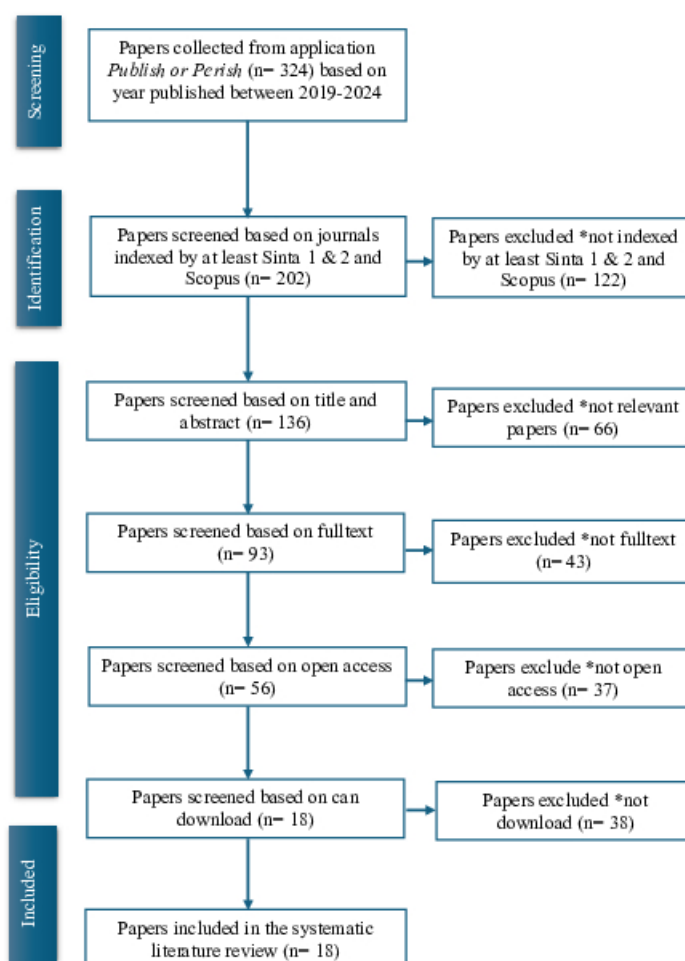 Screening
Papers collected from application
Publish or Perish (n= 324) based on
year published between 2019-2024
Identification
Papers screened based on journals
indexed by at least Sinta 1 & 2 and
Scopus (n= 202)
Papers excluded *not indexed
by at least Sinta 1 & 2 and
Scopus (n= 122)
Eligibility
Papers screened based on title and
abstract (n= 136)
Papers excluded *not relevant
papers (n= 66)
Papers screened based on fulltext
(n= 93)
Papers excluded *not fulltext
(n= 43)
Papers screened based on open access
(n= 56)
Papers exclude *not open
access (n= 37)
Papers screened based on can
download (n= 18)
Papers excluded *not
download (n= 38)
Included
Papers included in the systematic
literature review (n= 18)